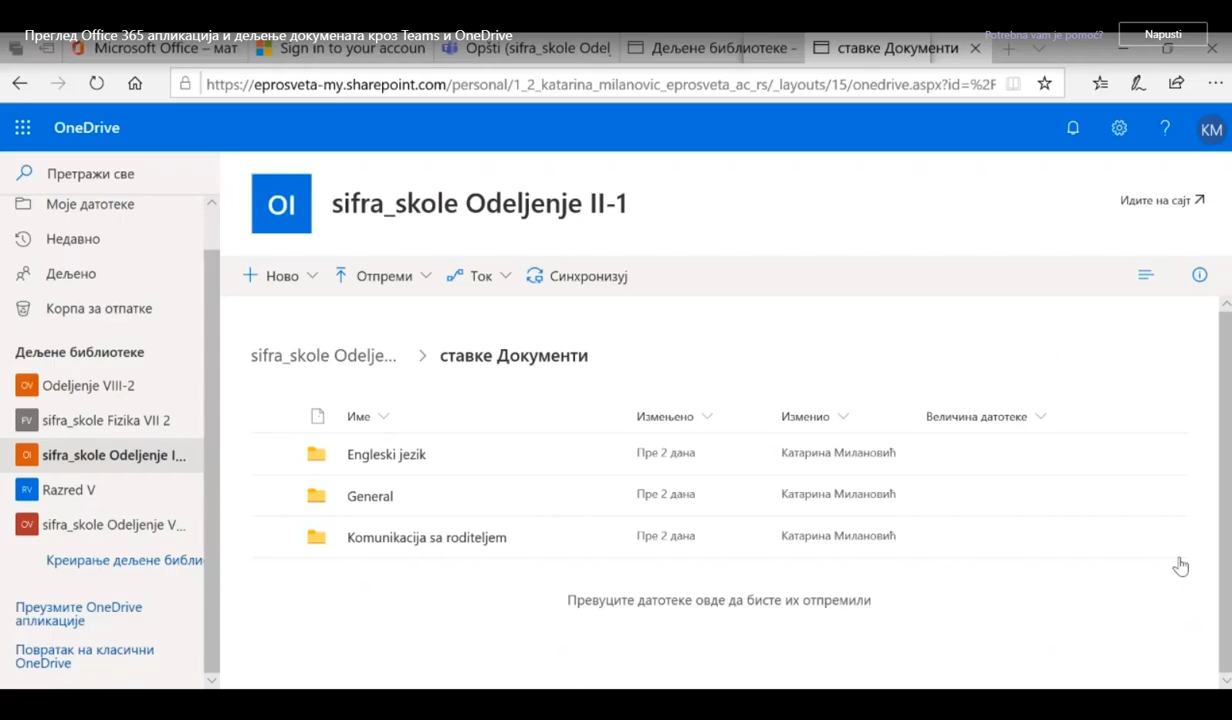 Преглед Office 365 апликација и дељење докумената кроз Teams и OneDrive
Potrebna vam je pomoć?
Napusti
Microsoft Office – мат
Sign in to your accoun
Opšti (sifra_skole Odel
Дељене библиотеке -
ставке Документи
https://eprosveta-my.sharepoint.com/personal/1_2_katarina_milanovic_eprosveta_ac_rs/_layouts/15/onedrive.aspx?id=%2F
OneDrive
KM
Претражи све
Моје датотеке
Недавно
Дељено
Корпа за отпатке
Дељене библиотеке
OV Odeljenje VIII-2
FV sifra_skole Fizika VII 2
OI sifra_skole Odeljenje I...
RV Razred V
OV sifra_skole Odeljenje V...
Креирање дељене библи
Преузмите OneDrive
апликације
Повратак на класични
OneDrive
OI
sifra_skole Odeljenje II-1
Идите на сајт
Ново
Отпреми
Ток
Синхронизуј
sifra_skole Odelje... > ставке Документи
Име
Измењено
Изменио
Величина датотеке
Engleski jezik
Пре 2 дана
Катарина Милановић
General
Пре 2 дана
Катарина Милановић
Komunikacija sa roditeljem
Пре 2 дана
Катарина Милановић
Превуците датотеке овде да бисте их отпремили